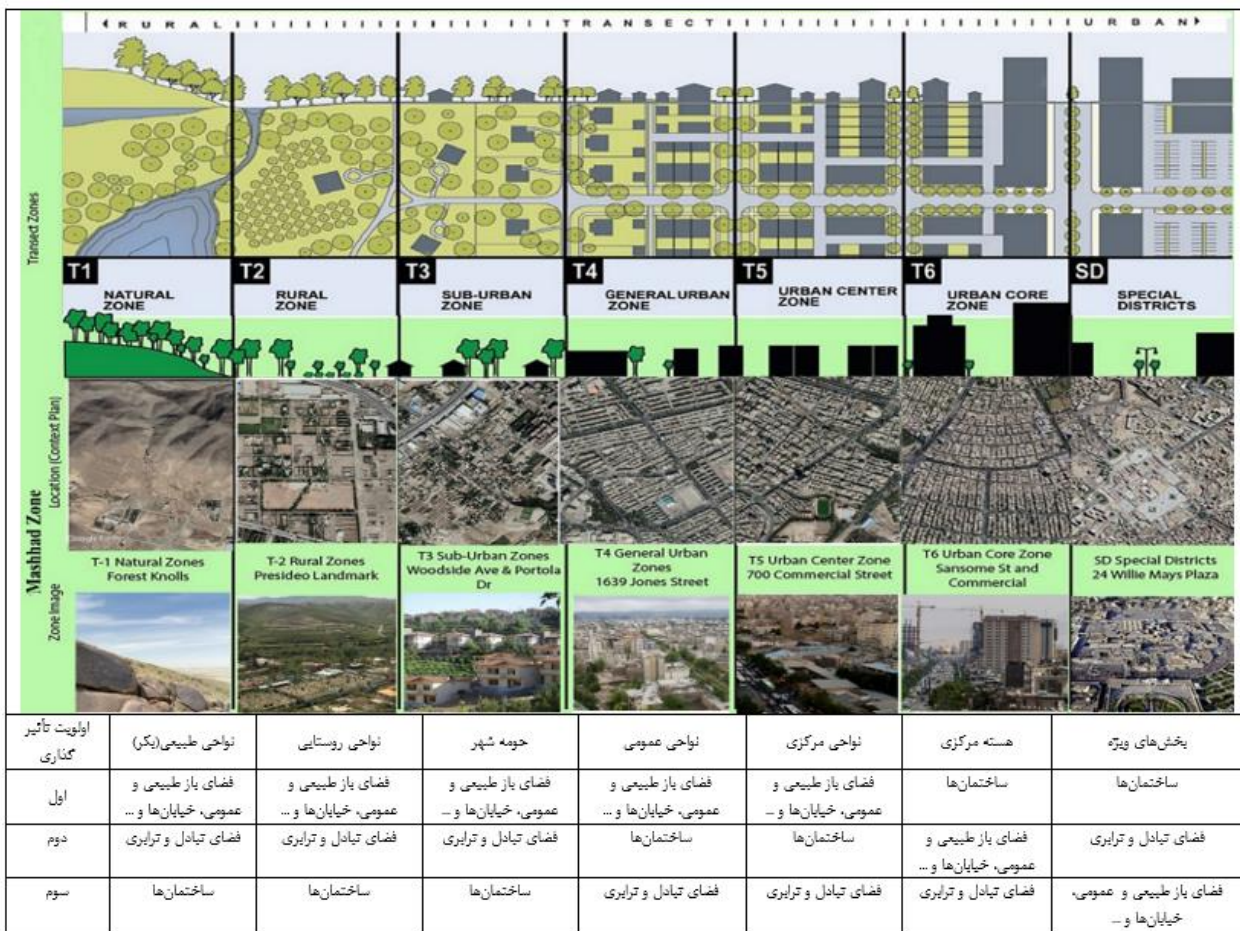 RURAL TRANSECT URBAN
Transect Zones
T1
NATURAL
ZONE
T2
RURAL
ZONE
T3
SUB-URBAN
ZONE
T4
GENERAL URBAN
ZONE
T5
URBAN CENTER
ZONE
T6
URBAN CORE
ZONE
SD
SPECIAL
DISTRICTS
Mashhad Zone
Location (Context Plan)
T-1 Natural Zones
Forest Knolls
T-2 Rural Zones
Presideo Landmark
T3 Sub-Urban Zones
Woodside Ave & Portola
Dr
T4 General Urban
Zones
1639 Jones Street
T5 Urban Center Zone
700 Commercial Street
T6 Urban Core Zone
Sansome St and
Commercial
SD Special Districts
24 Willie Mays Plaza
Zone Image
اولویت تأثیر
گذاری
نواحی طبیعی(بکر)
نواحی روستایی
حومه شهر
نواحی عمومی
نواحی مرکزی
هسته مرکزی
بخش‌های ویژه
اول
فضای باز طبیعی و
عمومی، خیابان‌ها و ...
فضای باز طبیعی و
عمومی، خیابان‌ها و ...
فضای باز طبیعی و
عمومی، خیابان‌ها و ...
فضای باز طبیعی و
عمومی، خیابان‌ها و ...
فضای باز طبیعی و
عمومی، خیابان‌ها و ...
ساختمان‌ها
ساختمان‌ها
دوم
فضای تبادل و ترابری
فضای تبادل و ترابری
فضای تبادل و ترابری
ساختمان‌ها
ساختمان‌ها
فضای باز طبیعی و
عمومی، خیابان‌ها و ...
فضای تبادل و ترابری
سوم
ساختمان‌ها
ساختمان‌ها
ساختمان‌ها
فضای تبادل و ترابری
فضای تبادل و ترابری
فضای تبادل و ترابری
فضای باز طبیعی و عمومی،
خیابان‌ها و ...